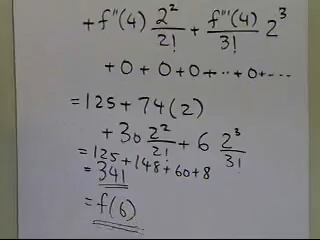 + f''(4) 2²/2! + f'''(4)/3! 2³
+ 0 + 0 + 0 + ·· + 0 + ---
= 125 + 74(2)
+ 30 2²/2! + 6 2³/3!
= 125 + 148 + 60 + 8
= 341
= f(6)